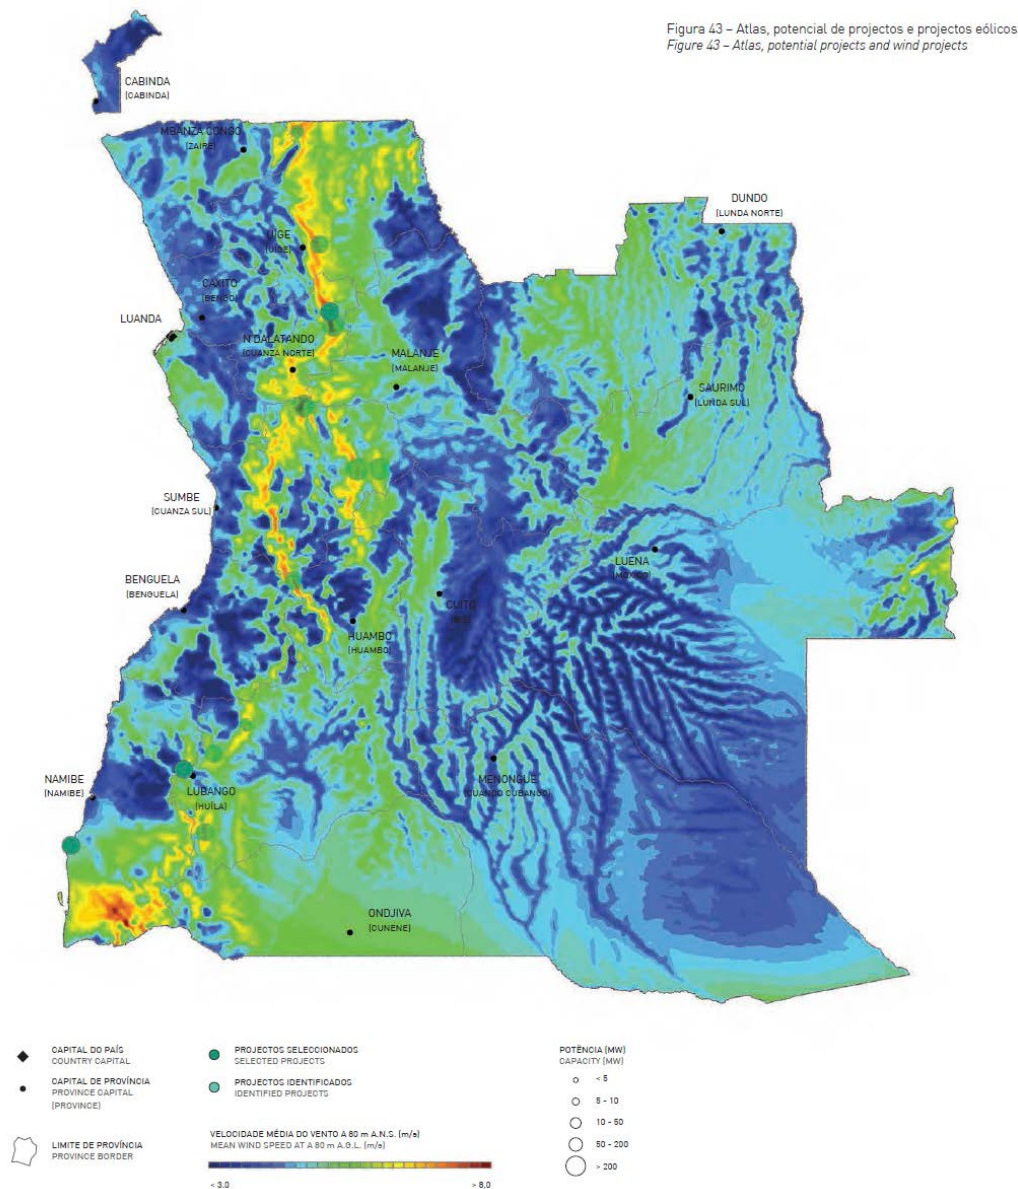 Figura 43 – Atlas, potencial de projectos e projectos eólicos
Figure 43 – Atlas, potential projects and wind projects
CABINDA
(CABINDA)
MBANZA CONGO
(ZAIRE)
DUNDO
(LUNDA NORTE)
UÍGE
(UÍGE)
CAXITO
(BENGO)
LUANDA
N'DALATANDO
(CUANZA NORTE)
MALANJE
(MALANJE)
SAURIMO
(LUNDA SUL)
SUMBE
(CUANZA SUL)
LUENA
(MOXICO)
BENGUELA
(BENGUELA)
CUITO
(BIÉ)
HUAMBO
(HUAMBO)
NAMIBE
(NAMIBE)
LUBANGO
(HUÍLA)
MENONGUE
(CUANDO CUBANGO)
ONDJIVA
(CUNENE)
CAPITAL DO PAÍS
COUNTRY CAPITAL
CAPITAL DE PROVÍNCIA
PROVINCE CAPITAL
(PROVINCE)
LIMITE DE PROVÍNCIA
PROVINCE BORDER
PROJECTOS SELECCIONADOS
SELECTED PROJECTS
PROJECTOS IDENTIFICADOS
IDENTIFIED PROJECTS
VELOCIDADE MÉDIA DO VENTO A 80 m A.N.S. (m/s)
MEAN WIND SPEED AT A 80 m A.G.L. (m/s)
< 3.0
> 8,0
POTÊNCIA (MW)
CAPACITY (MW)
< 5
5 - 10
10 - 50
50 - 200
> 200